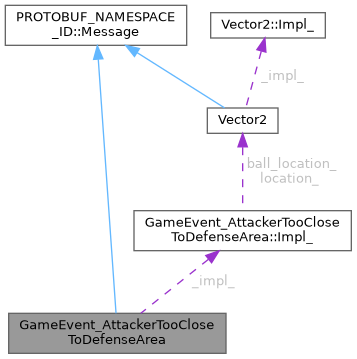 PROTOBUF_NAMESPACE
_ID::Message
Vector2::Impl_
_impl_
Vector2
ball_location_
location_
GameEvent_AttackerTooClose
ToDefenseArea::Impl_
_impl_
GameEvent_AttackerTooClose
ToDefenseArea